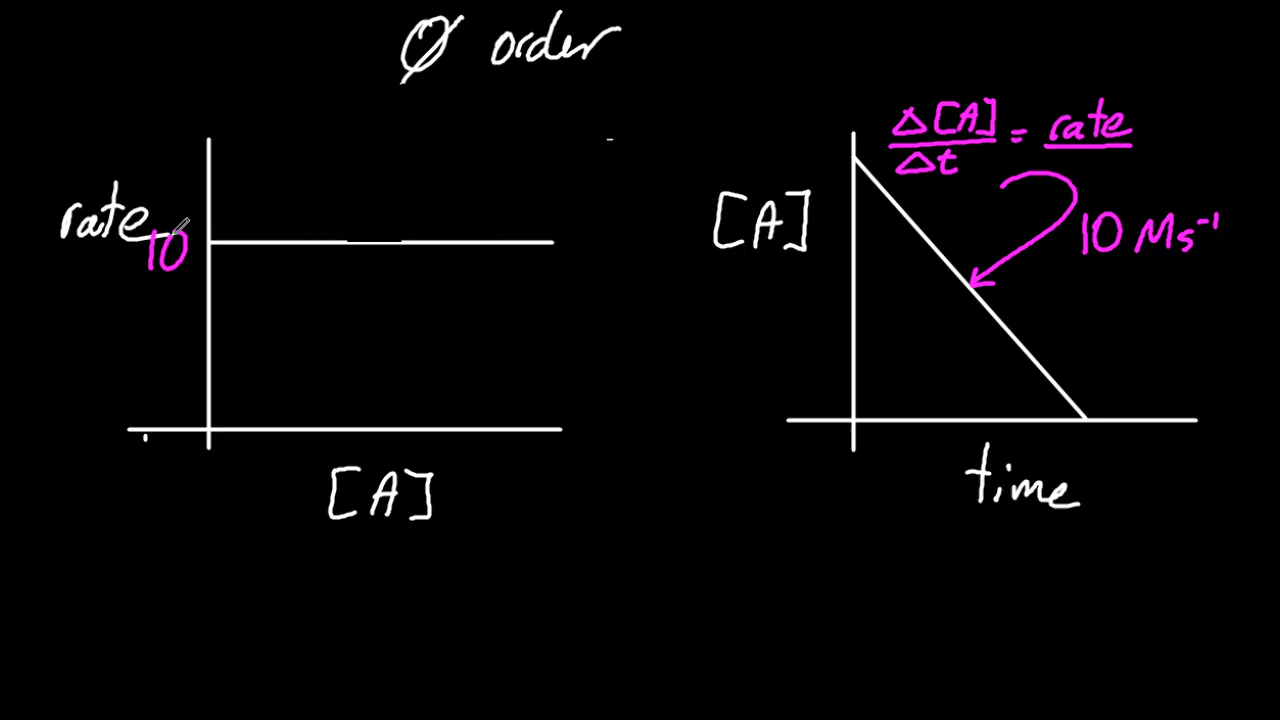 Ø order
rate
10
[A]
Δ[A]/Δt = rate
[A]
10 Ms⁻¹
time